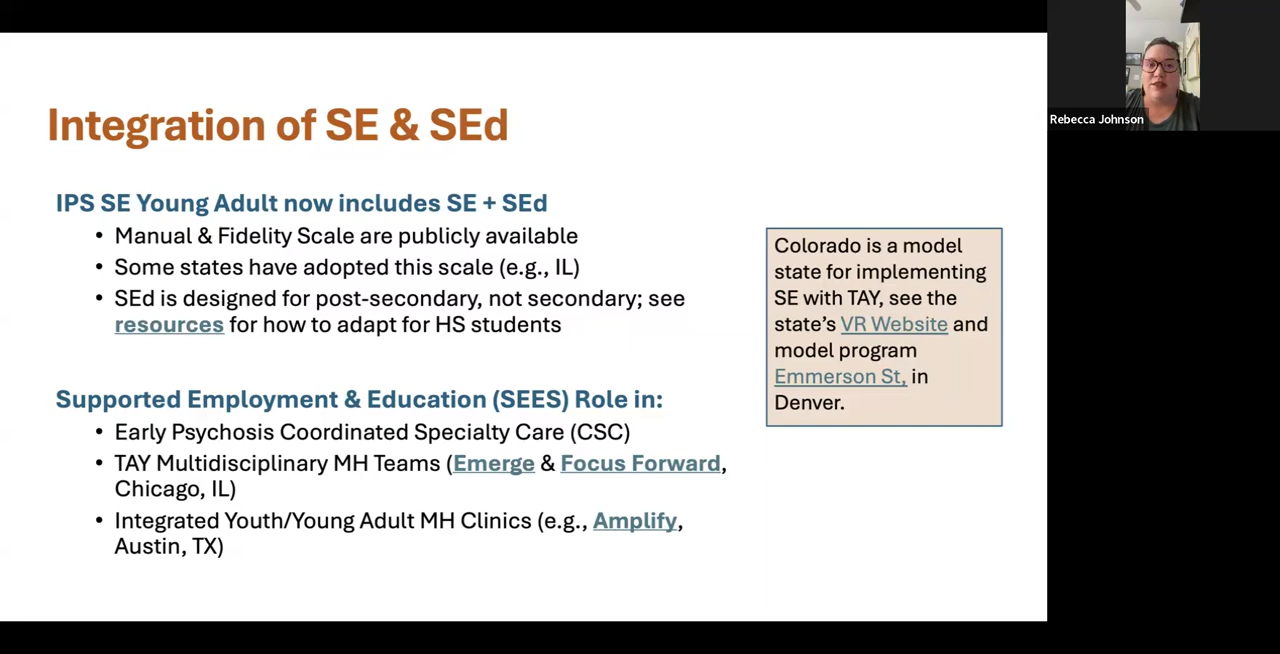 Integration of SE & SEd
IPS SE Young Adult now includes SE + SEd
• Manual & Fidelity Scale are publicly available
• Some states have adopted this scale (e.g., IL)
• SEd is designed for post-secondary, not secondary; see
resources for how to adapt for HS students
Supported Employment & Education (SEES) Role in:
• Early Psychosis Coordinated Specialty Care (CSC)
• TAY Multidisciplinary MH Teams (Emerge & Focus Forward,
Chicago, IL)
• Integrated Youth/Young Adult MH Clinics (e.g., Amplify,
Austin, TX)
Colorado is a model
state for implementing
SE with TAY, see the
state’s VR Website and
model program
Emmerson St, in
Denver.
Rebecca Johnson